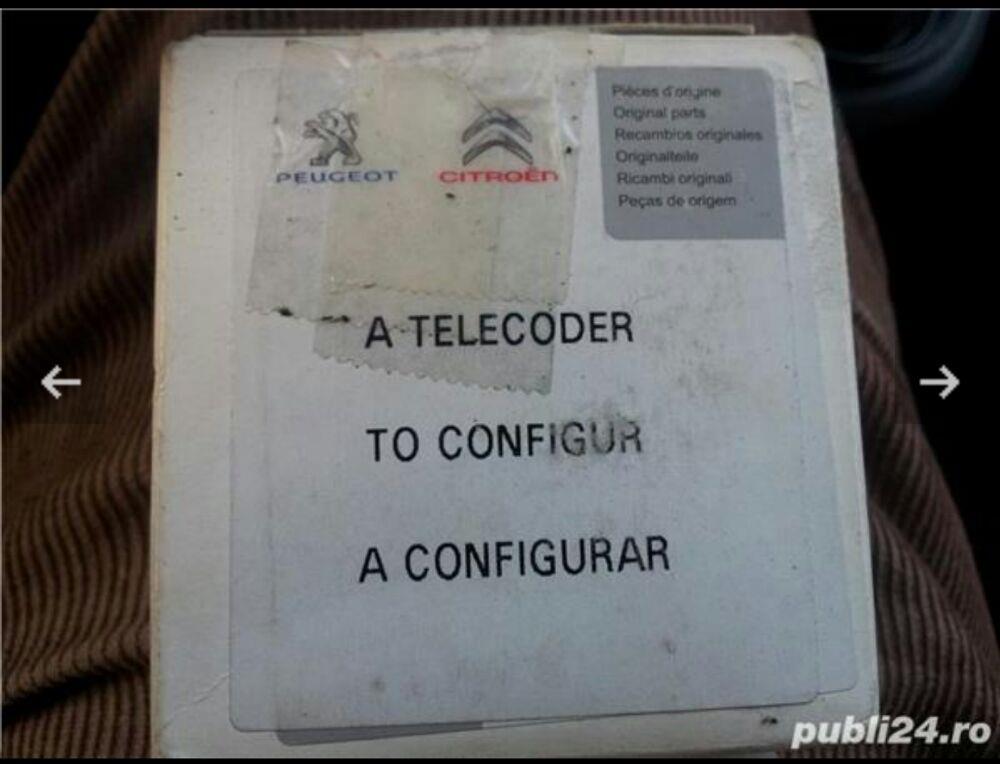 PEUGEOT
CITROËN
Pièces d'origine
Original parts
Recambios originales
Originalteile
Ricambi originali
Peças de origem
A TELECODER
TO CONFIGUR
A CONFIGURAR
publi24.ro